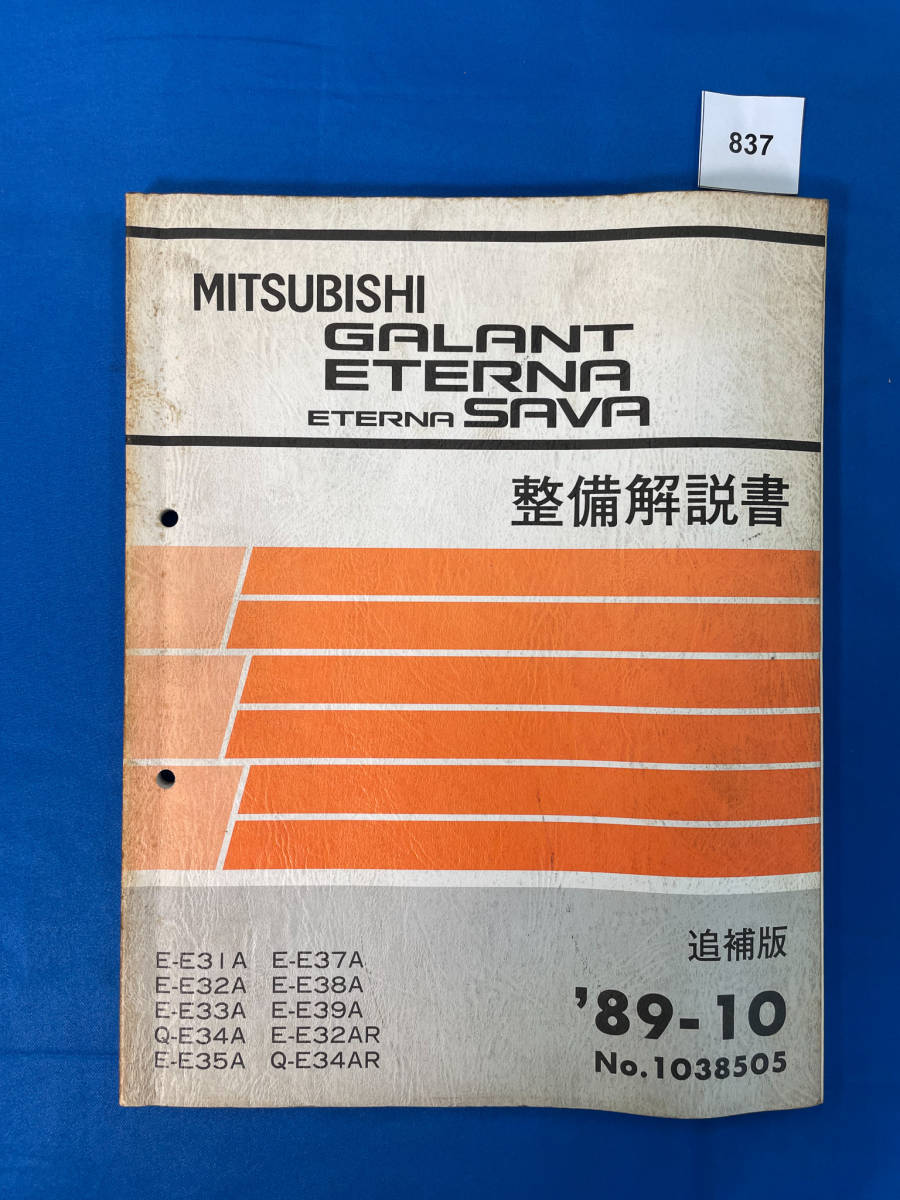 837
MITSUBISHI
GALANT
ETERNA
ETERNA SAVA
整備解説書
E-E31A E-E37A
E-E32A E-E38A
E-E33A E-E39A
Q-E34A E-E32AR
E-E35A Q-E34AR
追補版
'89-10
No.1038505